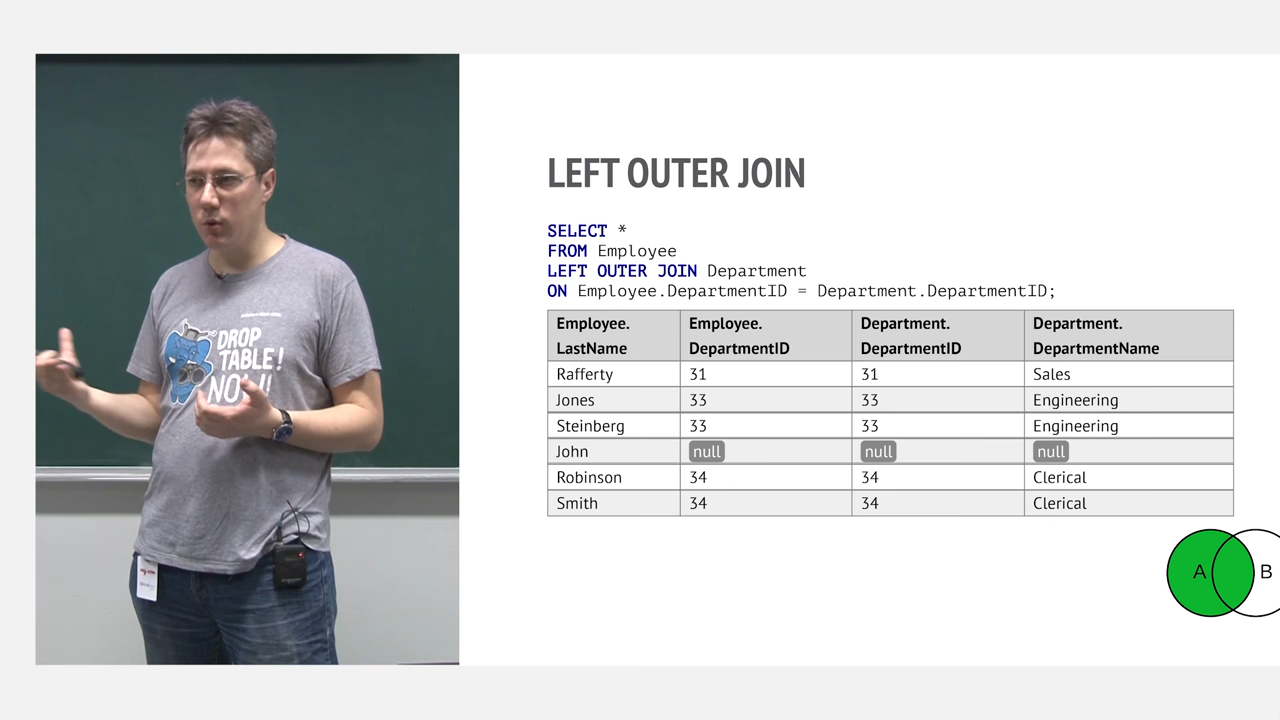 DROP
TABLE!
NOW!!
LEFT OUTER JOIN
SELECT *
FROM Employee
LEFT OUTER JOIN Department
ON Employee.DepartmentID = Department.DepartmentID;
Employee. Employee. Department. Department.
LastName DepartmentID DepartmentID DepartmentName
Rafferty 31 31 Sales
Jones 33 33 Engineering
Steinberg 33 33 Engineering
John null null null
Robinson 34 34 Clerical
Smith 34 34 Clerical
A B